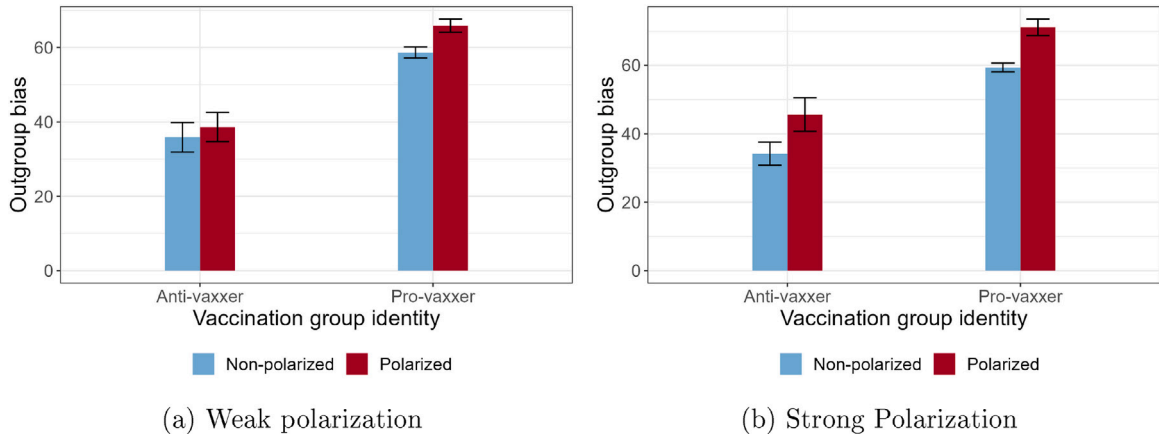 Outgroup bias
60
40
20
0
Anti-vaxxer Pro-vaxxer
Vaccination group identity
Non-polarized Polarized
(a) Weak polarization
Outgroup bias
60
40
20
0
Anti-vaxxer Pro-vaxxer
Vaccination group identity
Non-polarized Polarized
(b) Strong Polarization